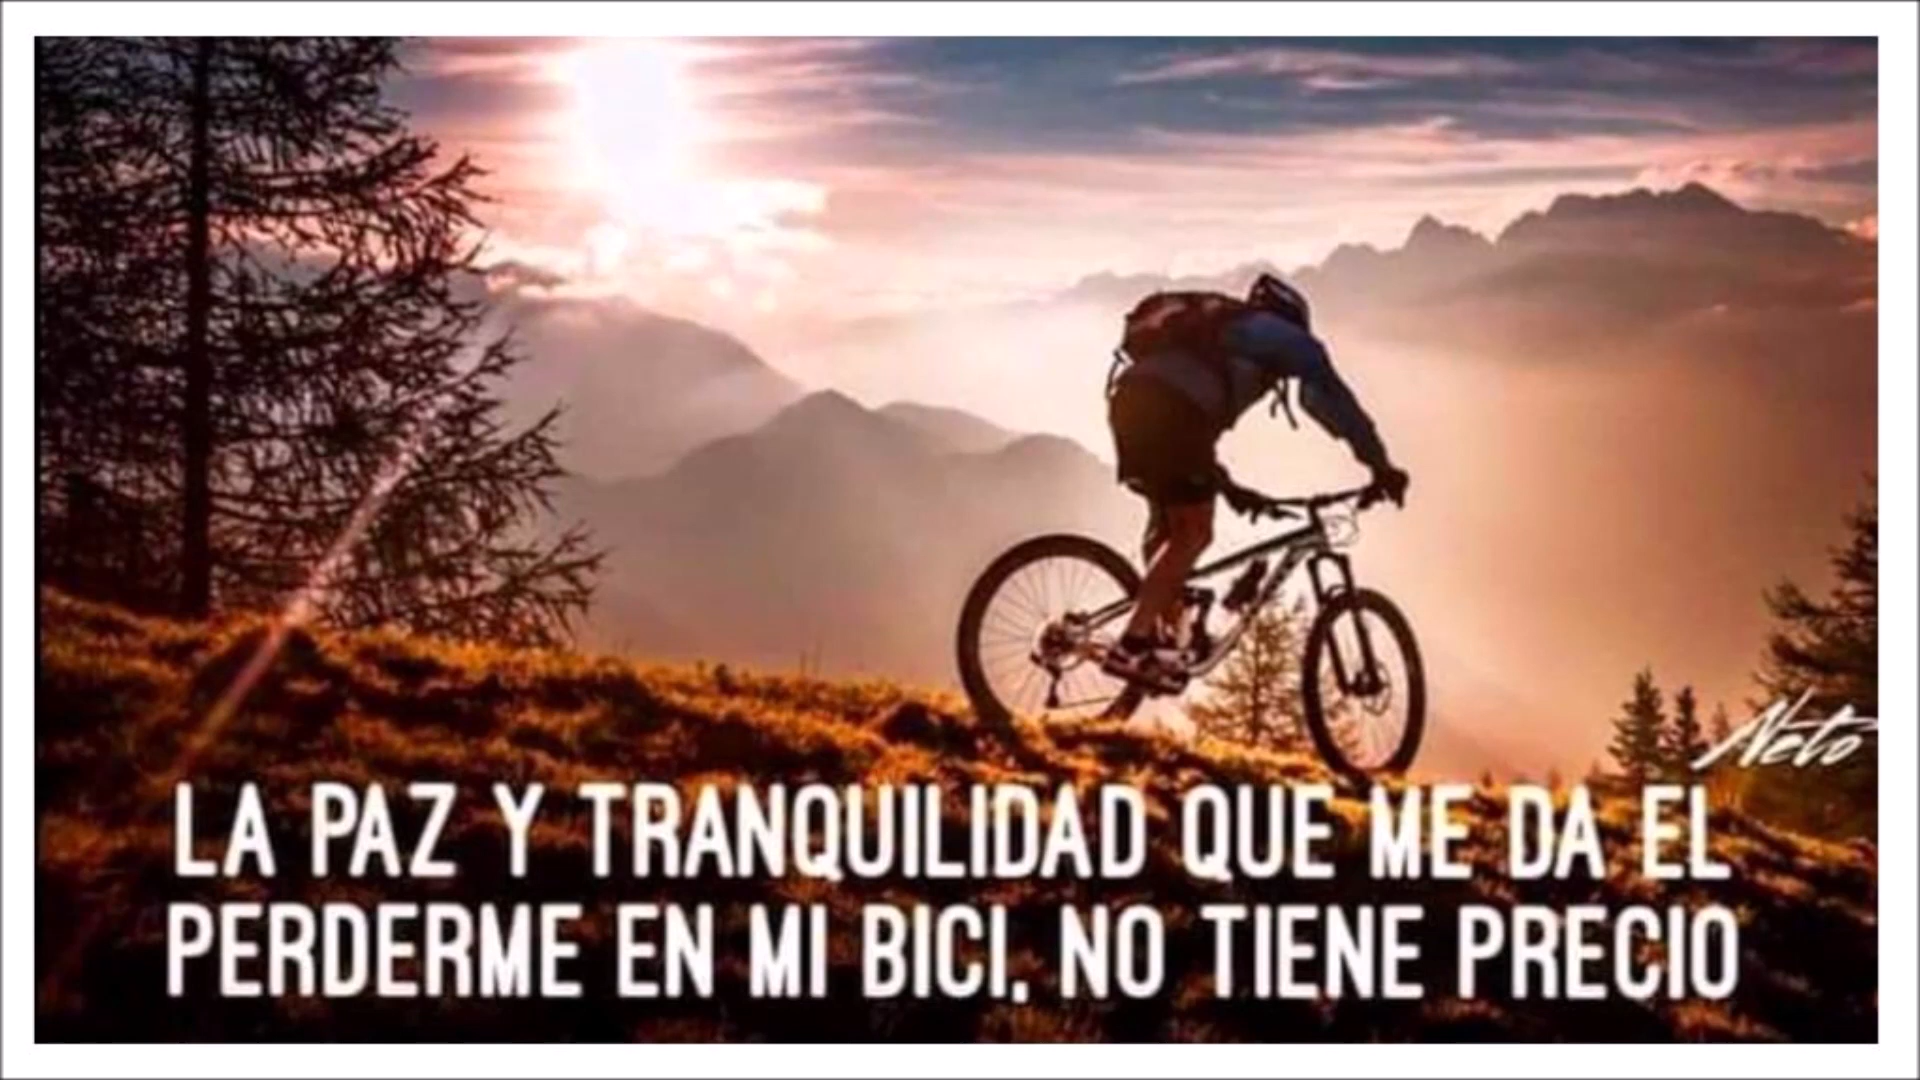 Neto
LA PAZ Y TRANQUILIDAD QUE ME DA EL
PERDERME EN MI BICI, NO TIENE PRECIO